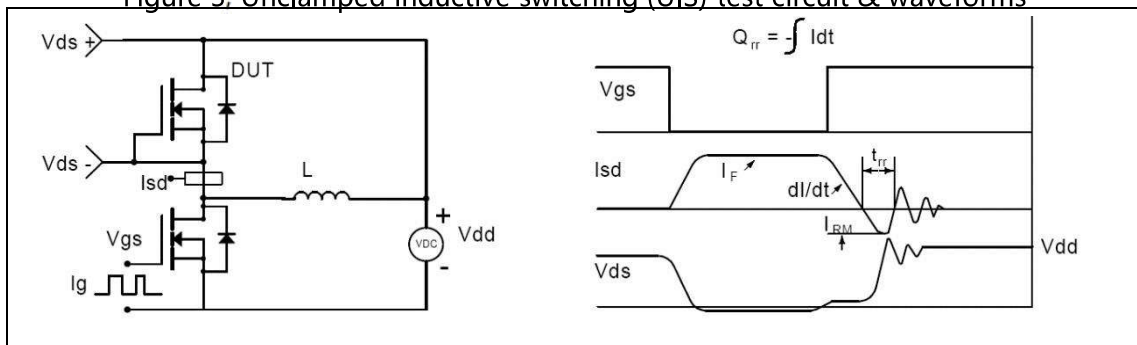 Figure 3, Unclamped inductive switching (UIS) test circuit & waveforms
Vds +
DUT
Vds -
Isd
L
Vgs
Ig
+
VDC
-
Vdd
Qrr = -∫ Idt
Vgs
Isd
IF
dI/dt
trr
IRM
Vdd
Vds